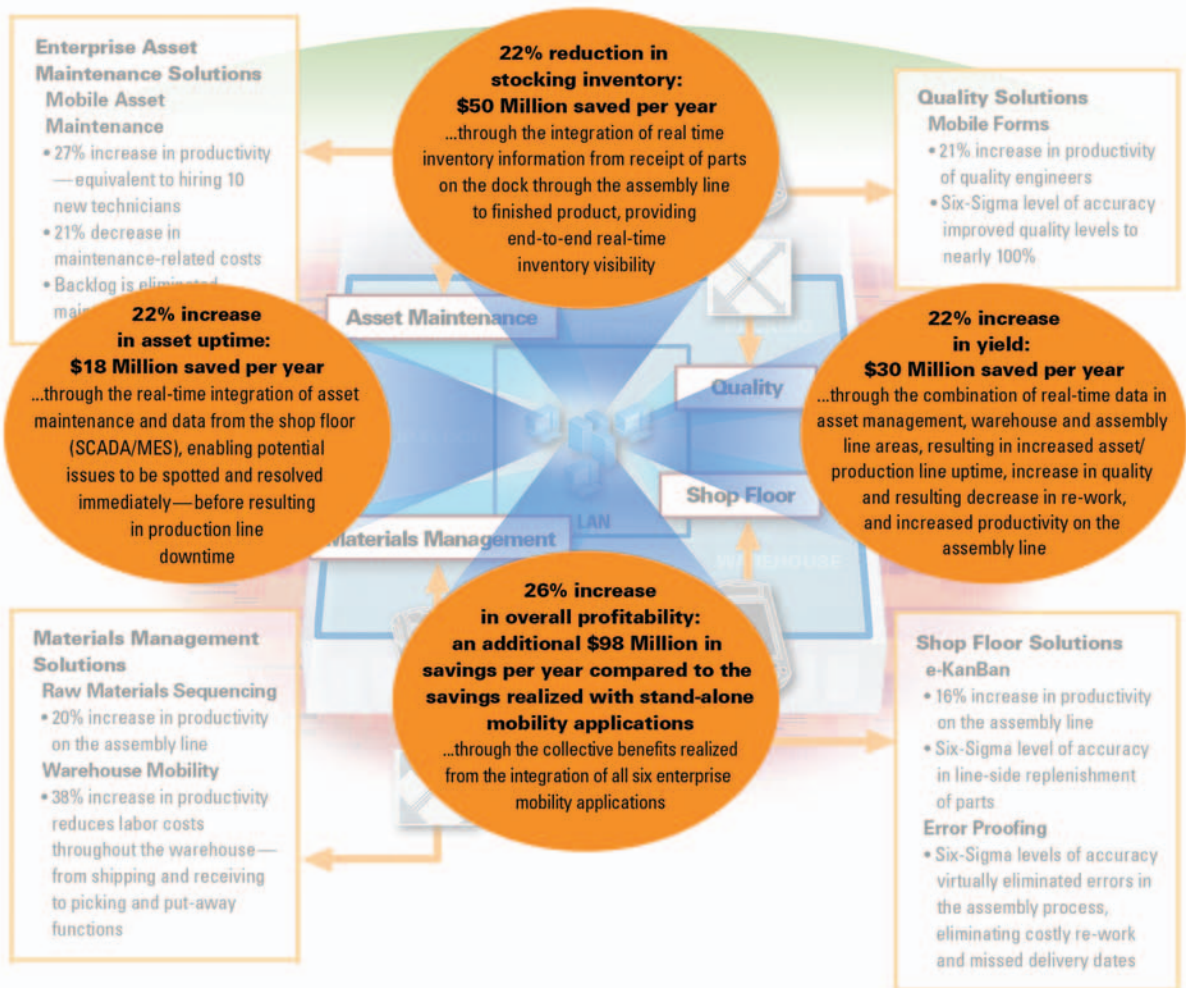 Enterprise Asset
Maintenance Solutions
Mobile Asset
Maintenance
• 27% increase in productivity
—equivalent to hiring 10
new technicians
• 21% decrease in
maintenance-related costs
• Backlog is eliminated
22% reduction in
stocking inventory:
$50 Million saved per year
...through the integration of real time
inventory information from receipt of parts
on the dock through the assembly line
to finished product, providing
end-to-end real-time
inventory visibility
Quality Solutions
Mobile Forms
• 21% increase in productivity
of quality engineers
• Six-Sigma level of accuracy
improved quality levels to
nearly 100%
22% increase
in asset uptime:
$18 Million saved per year
...through the real-time integration of asset
maintenance and data from the shop floor
(SCADA/MES), enabling potential
issues to be spotted and resolved
immediately—before resulting
in production line
downtime
Asset Maintenance
Quality
Shop Floor
LAN
Materials Management
WAREHOUSE
22% increase
in yield:
$30 Million saved per year
...through the combination of real-time data in
asset management, warehouse and assembly
line areas, resulting in increased asset/
production line uptime, increase in quality
and resulting decrease in re-work,
and increased productivity on the
assembly line
26% increase
in overall profitability:
an additional $98 Million in
savings per year compared to the
savings realized with stand-alone
mobility applications
...through the collective benefits realized
from the integration of all six enterprise
mobility applications
Materials Management
Solutions
Raw Materials Sequencing
• 20% increase in productivity
on the assembly line
Warehouse Mobility
• 38% increase in productivity
reduces labor costs
throughout the warehouse—
from shipping and receiving
to picking and put-away
functions
Shop Floor Solutions
e-KanBan
• 16% increase in productivity
on the assembly line
• Six-Sigma level of accuracy
in line-side replenishment
of parts
Error Proofing
• Six-Sigma levels of accuracy
virtually eliminated errors in
the assembly process,
eliminating costly re-work
and missed delivery dates